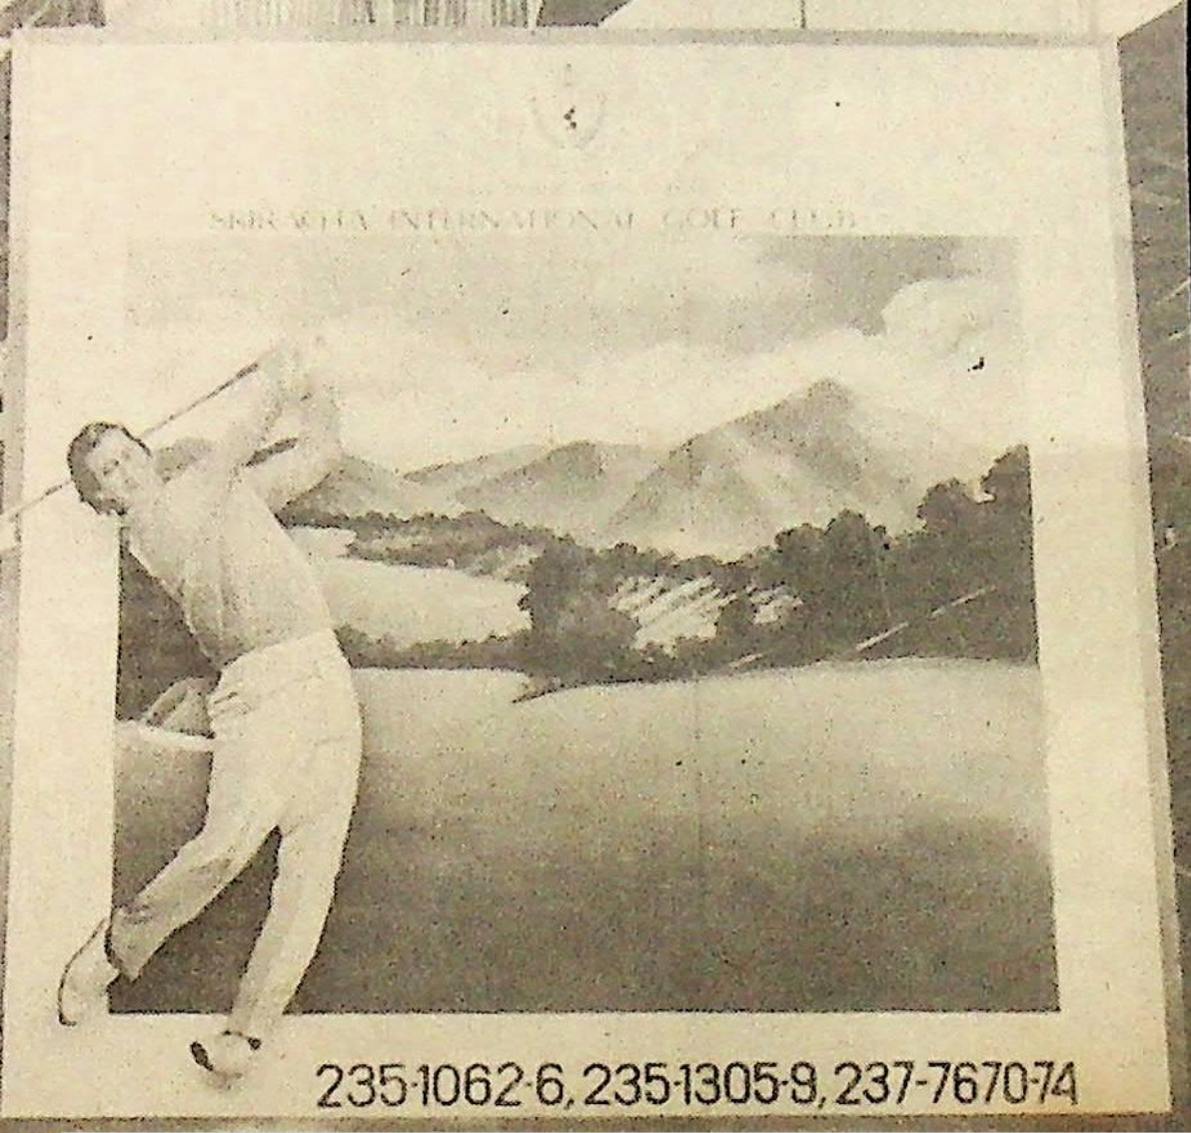 SRIRACHA INTERNATIONAL GOLF CLUB
235-1062-6, 235-1305-9, 237-7670-74